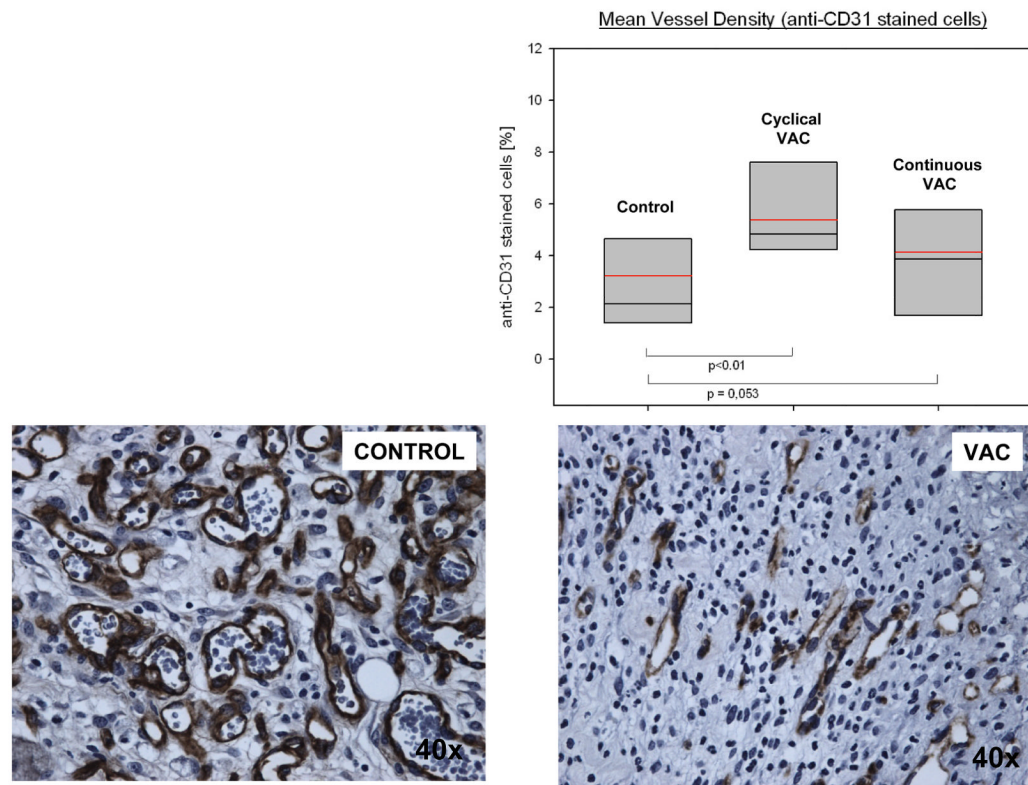 Mean Vessel Density (anti-CD31 stained cells)
12
10
8
6
4
2
0
anti-CD31 stained cells [%]
Control
Cyclical
VAC
Continuous
VAC
p<0.01
p = 0,053
CONTROL
40x
VAC
40x